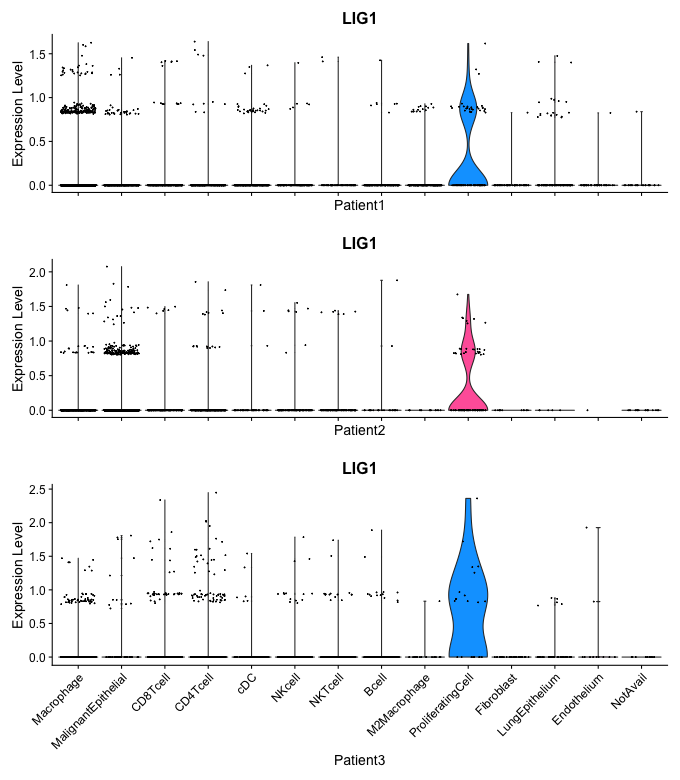 LIG1
Expression Level
1.5
1.0
0.5
0.0
Patient1
LIG1
Expression Level
2.0
1.5
1.0
0.5
0.0
Patient2
LIG1
Expression Level
2.5
2.0
1.5
1.0
0.5
0.0
Macrophage
MalignantEpithelial
CD8Tcell
CD4Tcell
cDC
NKcell
NKTcell
Bcell
M2Macrophage
ProliferatingCell
Fibroblast
LungEpithelium
Endothelium
NotAvail
Patient3